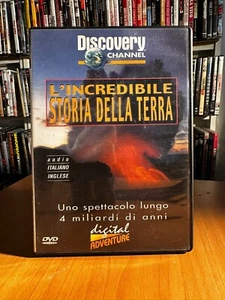 Discovery
CHANNEL
L'INCREDIBILE
STORIA DELLA TERRA
audio
ITALIANO
INGLESE
Uno spettacolo lungo
4 miliardi di anni
digital
ADVENTURE
DVD